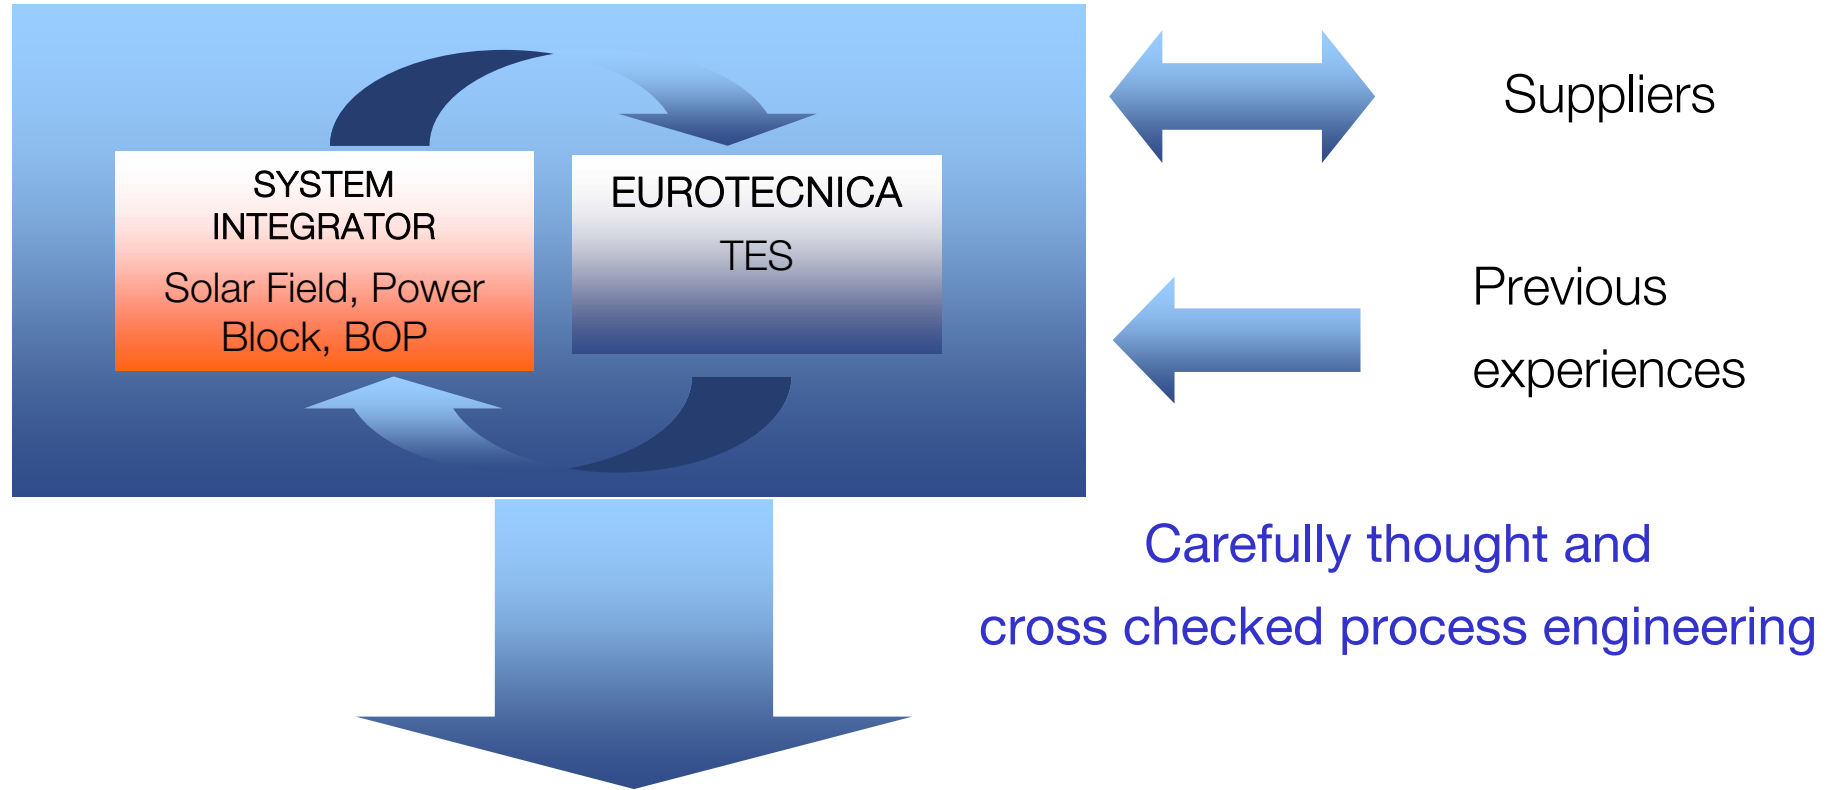 SYSTEM
INTEGRATOR
Solar Field, Power
Block, BOP
EUROTECNICA
TES
Suppliers
Previous
experiences
Carefully thought and
cross checked process engineering